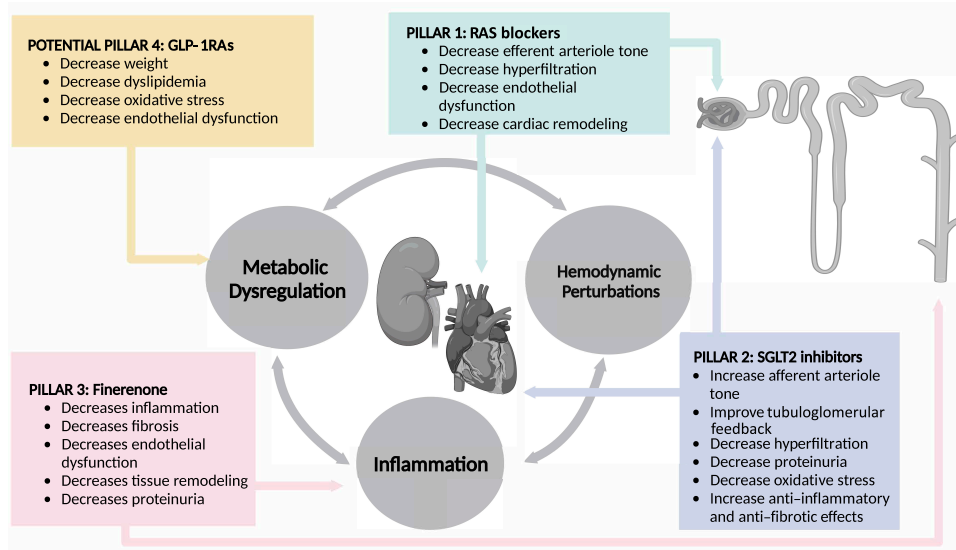 POTENTIAL PILLAR 4: GLP-1RAs
• Decrease weight
• Decrease dyslipidemia
• Decrease oxidative stress
• Decrease endothelial dysfunction
PILLAR 1: RAS blockers
• Decrease efferent arteriole tone
• Decrease hyperfiltration
• Decrease endothelial
dysfunction
• Decrease cardiac remodeling
Metabolic
Dysregulation
Hemodynamic
Perturbations
Inflammation
PILLAR 3: Finerenone
• Decreases inflammation
• Decreases fibrosis
• Decreases endothelial
dysfunction
• Decreases tissue remodeling
• Decreases proteinuria
PILLAR 2: SGLT2 inhibitors
• Increase afferent arteriole
tone
• Improve tubuloglomerular
feedback
• Decrease hyperfiltration
• Decrease proteinuria
• Decrease oxidative stress
• Increase anti-inflammatory
and anti-fibrotic effects